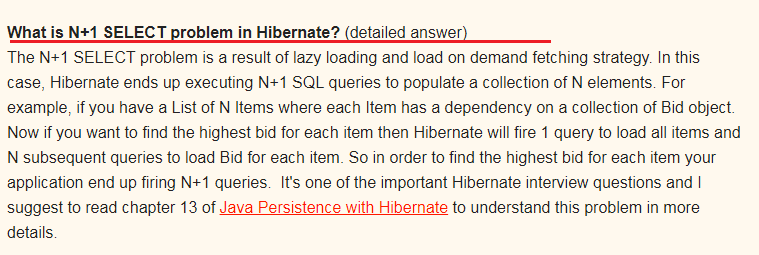 What is N+1 SELECT problem in Hibernate? (detailed answer)
The N+1 SELECT problem is a result of lazy loading and load on demand fetching strategy. In this
case, Hibernate ends up executing N+1 SQL queries to populate a collection of N elements. For
example, if you have a List of N Items where each Item has a dependency on a collection of Bid object.
Now if you want to find the highest bid for each item then Hibernate will fire 1 query to load all items and
N subsequent queries to load Bid for each item. So in order to find the highest bid for each item your
application end up firing N+1 queries.  It's one of the important Hibernate interview questions and I
suggest to read chapter 13 of Java Persistence with Hibernate to understand this problem in more
details.